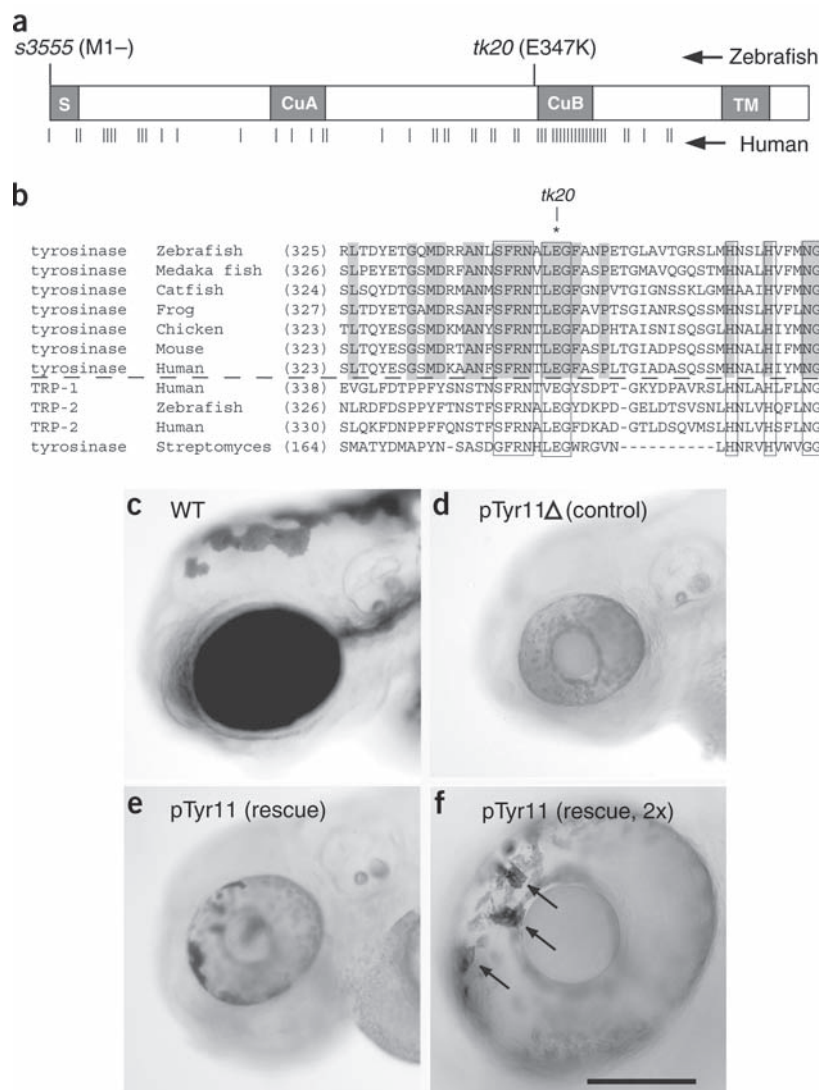 a
s3555 (M1–)
tk20 (E347K)
Zebrafish
S
CuA
CuB
TM
Human
b
tk20
*
tyrosinase Zebrafish (325) RLTDYETGQMDRRANLSFRNALEGFANPETGLAVTGRSLMHNSLHVFMNG
tyrosinase Medaka fish (326) SLPEYETGSMDRFANNSFRNVLEGFASPETGMAVQGQSTMHNALHVFMNG
tyrosinase Catfish (324) SLSQYDTGSMDRFANFSFRNTLEGFGNPVTGIGNSSKLGMHNALHVFMNG
tyrosinase Frog (327) SLTDYETGAMDRSANFSFRNTLEGFAVPTSGIANRSQSSMHNSLHVFLNG
tyrosinase Chicken (323) TLTQYESGSMDKMANYSFRNTLEGFADPHTAISNISQSGLHNALHIYMNG
tyrosinase Mouse (323) SLTQYESGSMDRTANFSFRNTLEGFASPLTGIADPSQSSMHNALHIFMNG
tyrosinase Human (323) SLTQYESGSMDKAANFSFRNTLEGFASPLTGIADASQSSMHNALHIYMNG
TRP-1 Human (338) EVGLFDTPPFYSNSTNSFRNTVEGYSDPT-GKYDPAVRSLHNLAHLFLNG
TRP-2 Zebrafish (326) NLRDFDSPPYFTNSTFSFRNALEGYDKPD-GELDTSVSNLHNLVHQFLNG
TRP-2 Human (330) SLQKFDNPPFFQNSTFSFRNALEGFDKAD-GTLDSQVMSLHNLVHSFLNG
tyrosinase Streptomyces (164) SMATYDMAPYN-SASDGFRNHLEGWRGVN----------LHNRVHVWVGG
c WT
d pTyr11Δ (control)
e pTyr11 (rescue)
f pTyr11 (rescue, 2x)